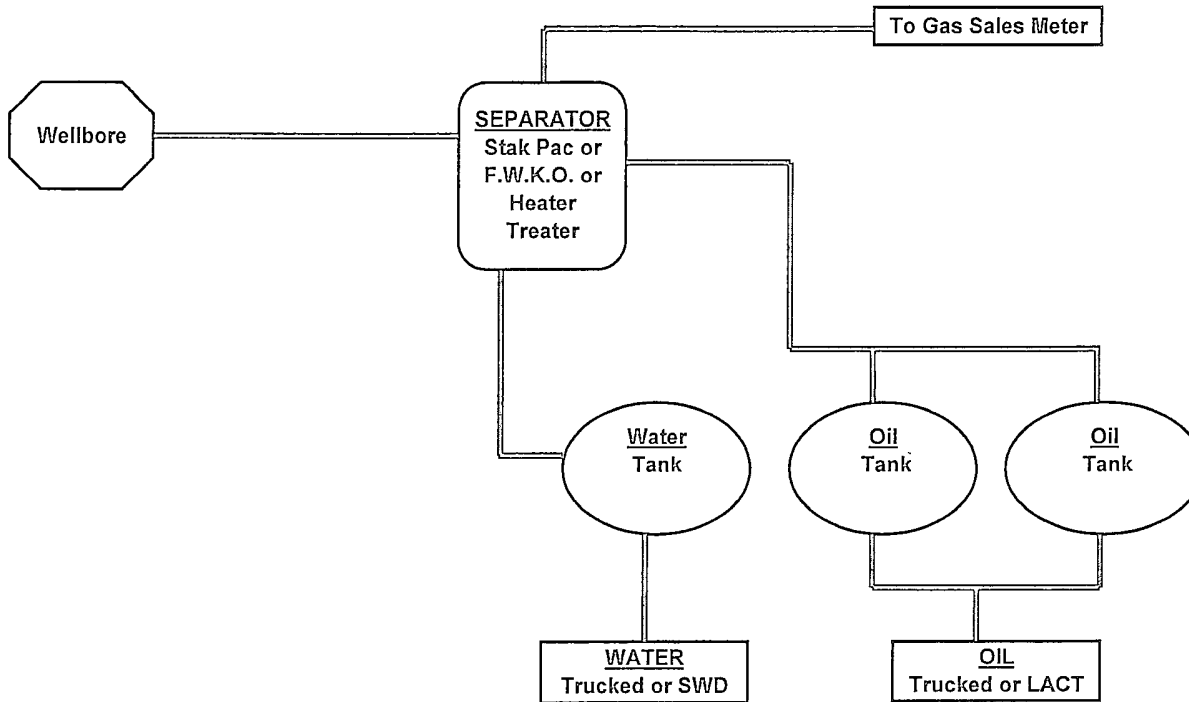 To Gas Sales Meter
Wellbore
SEPARATOR
Stak Pac or
F.W.K.O. or
Heater
Treater
Water
Tank
Oil
Tank
Oil
Tank
WATER
Trucked or SWD
OIL
Trucked or LACT